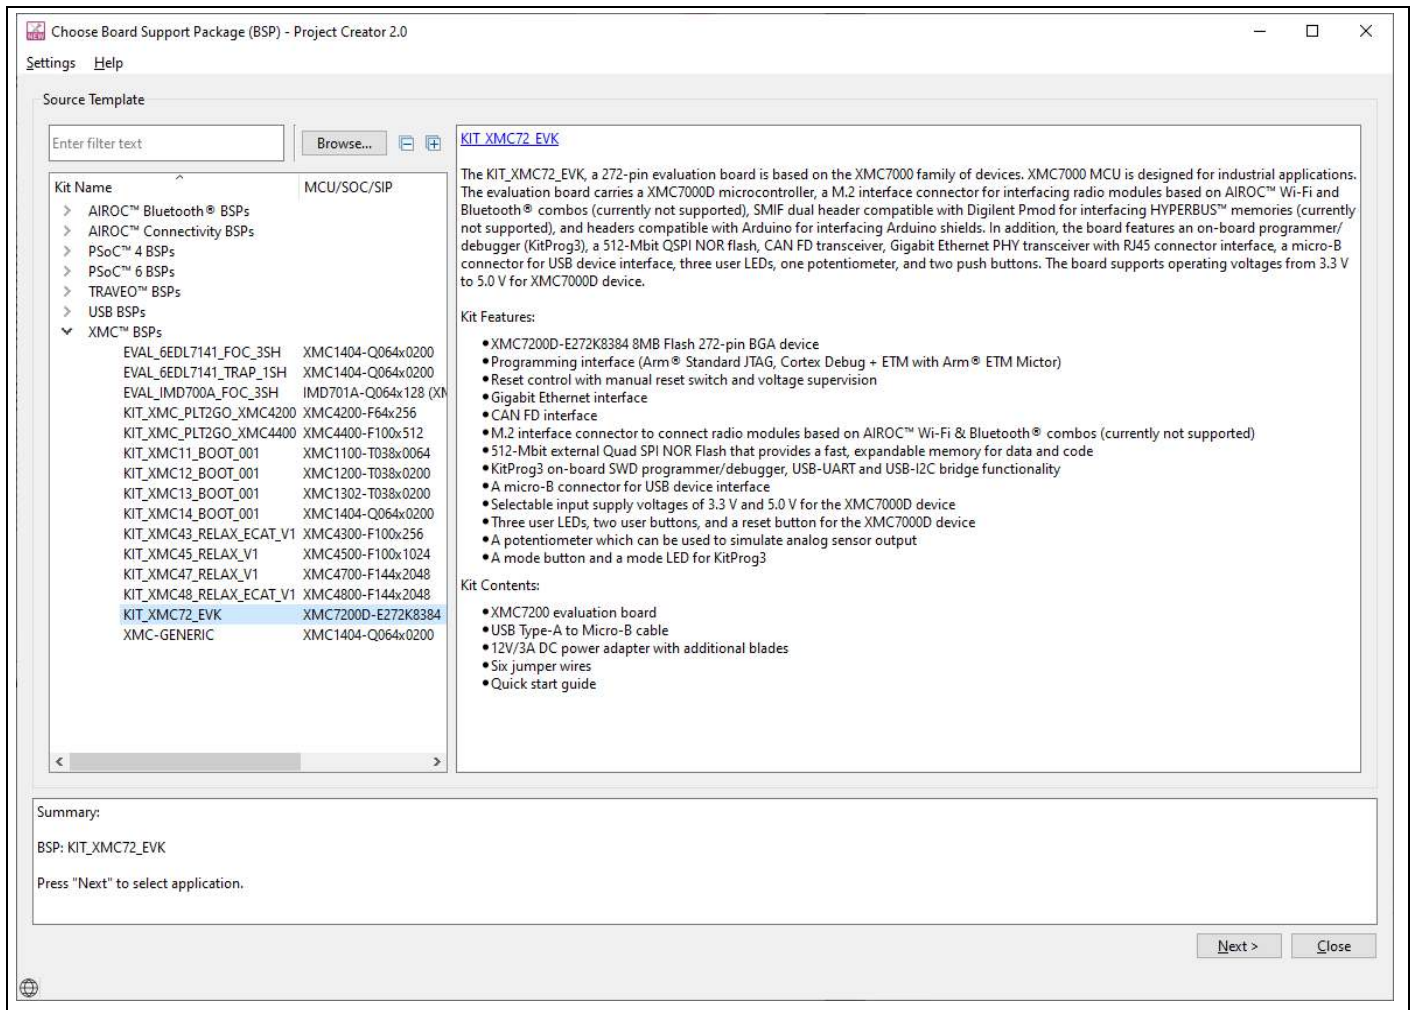 Choose Board Support Package (BSP) - Project Creator 2.0
Settings Help
Source Template
Enter filter text
Browse...
Kit Name MCU/SOC/SIP
AIROC™ Bluetooth® BSPs
AIROC™ Connectivity BSPs
PSoC™ 4 BSPs
PSoC™ 6 BSPs
TRAVEO™ BSPs
USB BSPs
XMC™ BSPs
EVAL_6EDL7141_FOC_3SH XMC1404-Q064x0200
EVAL_6EDL7141_TRAP_1SH XMC1404-Q064x0200
EVAL_IMD700A_FOC_3SH IMD701A-Q064x128 (XM
KIT_XMC_PLT2GO_XMC4200 XMC4200-F64x256
KIT_XMC_PLT2GO_XMC4400 XMC4400-F100x512
KIT_XMC11_BOOT_001 XMC1100-T038x0064
KIT_XMC12_BOOT_001 XMC1200-T038x0200
KIT_XMC13_BOOT_001 XMC1302-T038x0200
KIT_XMC14_BOOT_001 XMC1404-Q064x0200
KIT_XMC43_RELAX_ECAT_V1 XMC4300-F100x256
KIT_XMC45_RELAX_V1 XMC4500-F100x1024
KIT_XMC47_RELAX_V1 XMC4700-F144x2048
KIT_XMC48_RELAX_ECAT_V1 XMC4800-F144x2048
KIT_XMC72_EVK XMC7200D-E272K8384
XMC-GENERIC XMC1404-Q064x0200
KIT_XMC72_EVK
The KIT_XMC72_EVK, a 272-pin evaluation board is based on the XMC7000 family of devices. XMC7000 MCU is designed for industrial applications.
The evaluation board carries a XMC7000D microcontroller, a M.2 interface connector for interfacing radio modules based on AIROC™ Wi-Fi and
Bluetooth® combos (currently not supported), SMIF dual header compatible with Digilent Pmod for interfacing HYPERBUS™ memories (currently
not supported), and headers compatible with Arduino for interfacing Arduino shields. In addition, the board features an on-board programmer/
debugger (KitProg3), a 512-Mbit QSPI NOR flash, CAN FD transceiver, Gigabit Ethernet PHY transceiver with RJ45 connector interface, a micro-B
connector for USB device interface, three user LEDs, one potentiometer, and two push buttons. The board supports operating voltages from 3.3 V
to 5.0 V for XMC7000D device.
Kit Features:
•XMC7200D-E272K8384 8MB Flash 272-pin BGA device
•Programming interface (Arm® Standard JTAG, Cortex Debug + ETM with Arm® ETM Mictor)
•Reset control with manual reset switch and voltage supervision
•Gigabit Ethernet interface
•CAN FD interface
•M.2 interface connector to connect radio modules based on AIROC™ Wi-Fi & Bluetooth® combos (currently not supported)
•512-Mbit external Quad SPI NOR Flash that provides a fast, expandable memory for data and code
•KitProg3 on-board SWD programmer/debugger, USB-UART and USB-I2C bridge functionality
•A micro-B connector for USB device interface
•Selectable input supply voltages of 3.3 V and 5.0 V for the XMC7000D device
•Three user LEDs, two user buttons, and a reset button for the XMC7000D device
•A potentiometer which can be used to simulate analog sensor output
•A mode button and a mode LED for KitProg3
Kit Contents:
•XMC7200 evaluation board
•USB Type-A to Micro-B cable
•12V/3A DC power adapter with additional blades
•Six jumper wires
•Quick start guide
Summary:
BSP: KIT_XMC72_EVK
Press "Next" to select application.
Next > Close